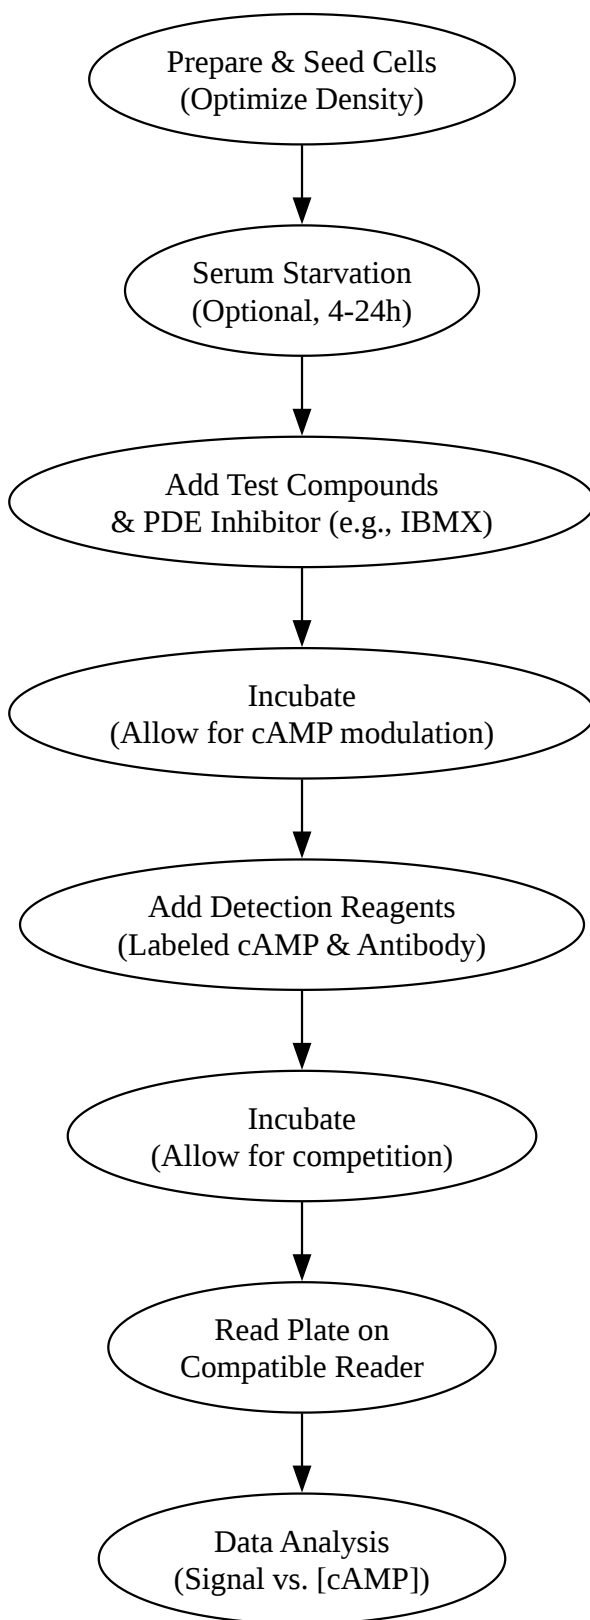 Prepare & Seed Cells
(Optimize Density)
Serum Starvation
(Optional, 4-24h)
Add Test Compounds
& PDE Inhibitor (e.g., IBMX)
Incubate
(Allow for cAMP modulation)
Add Detection Reagents
(Labeled cAMP & Antibody)
Incubate
(Allow for competition)
Read Plate on
Compatible Reader
Data Analysis
(Signal vs. [cAMP])